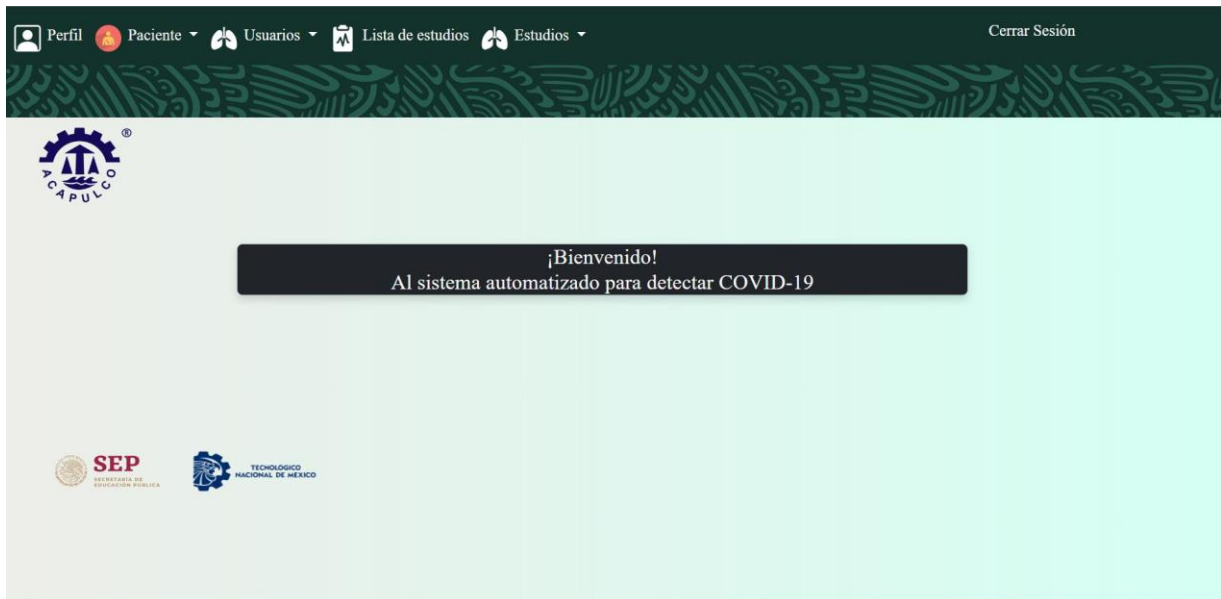 Perfil Paciente Usuarios Lista de estudios Estudios Cerrar Sesión
®
ACAPULCO
¡Bienvenido!
Al sistema automatizado para detectar COVID-19
SEP
SECRETARÍA DE
EDUCACIÓN PÚBLICA
TECNOLÓGICO
NACIONAL DE MÉXICO